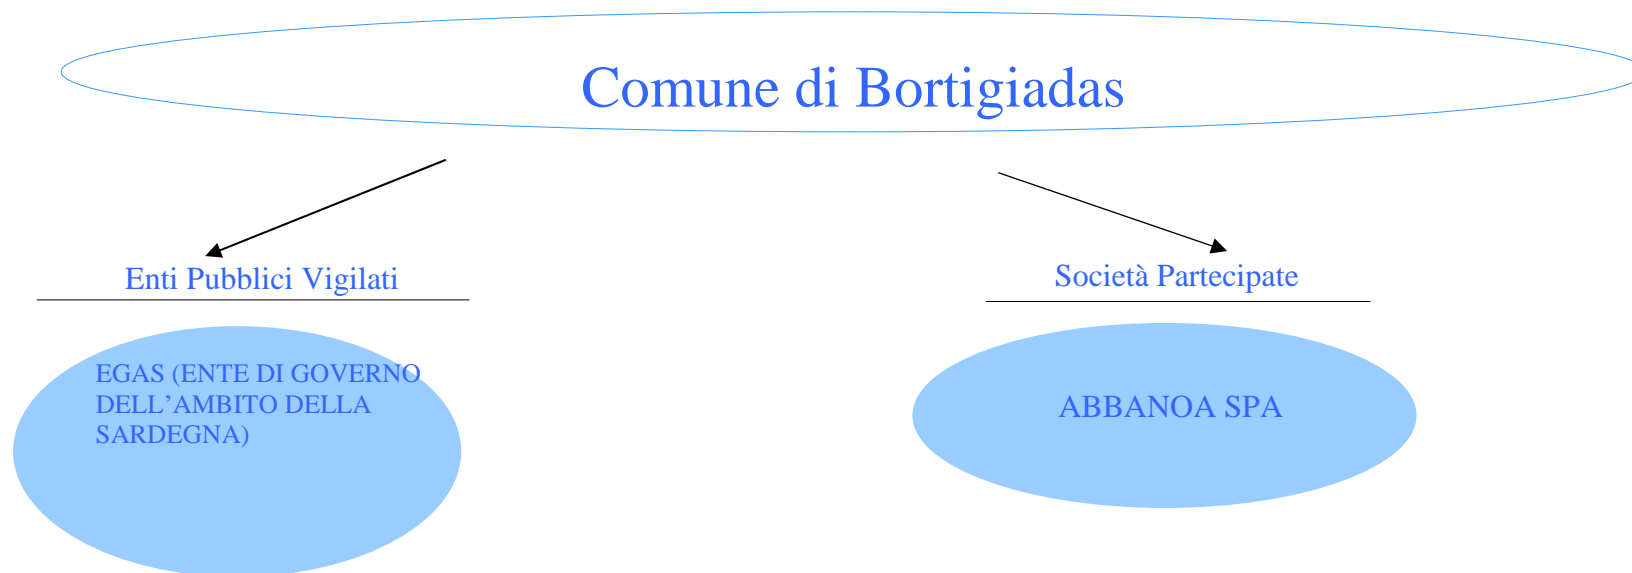 Comune di Bortigiadas
Enti Pubblici Vigilati
Società Partecipate
EGAS (ENTE DI GOVERNO
DELL’AMBITO DELLA
SARDEGNA)
ABBANOA SPA